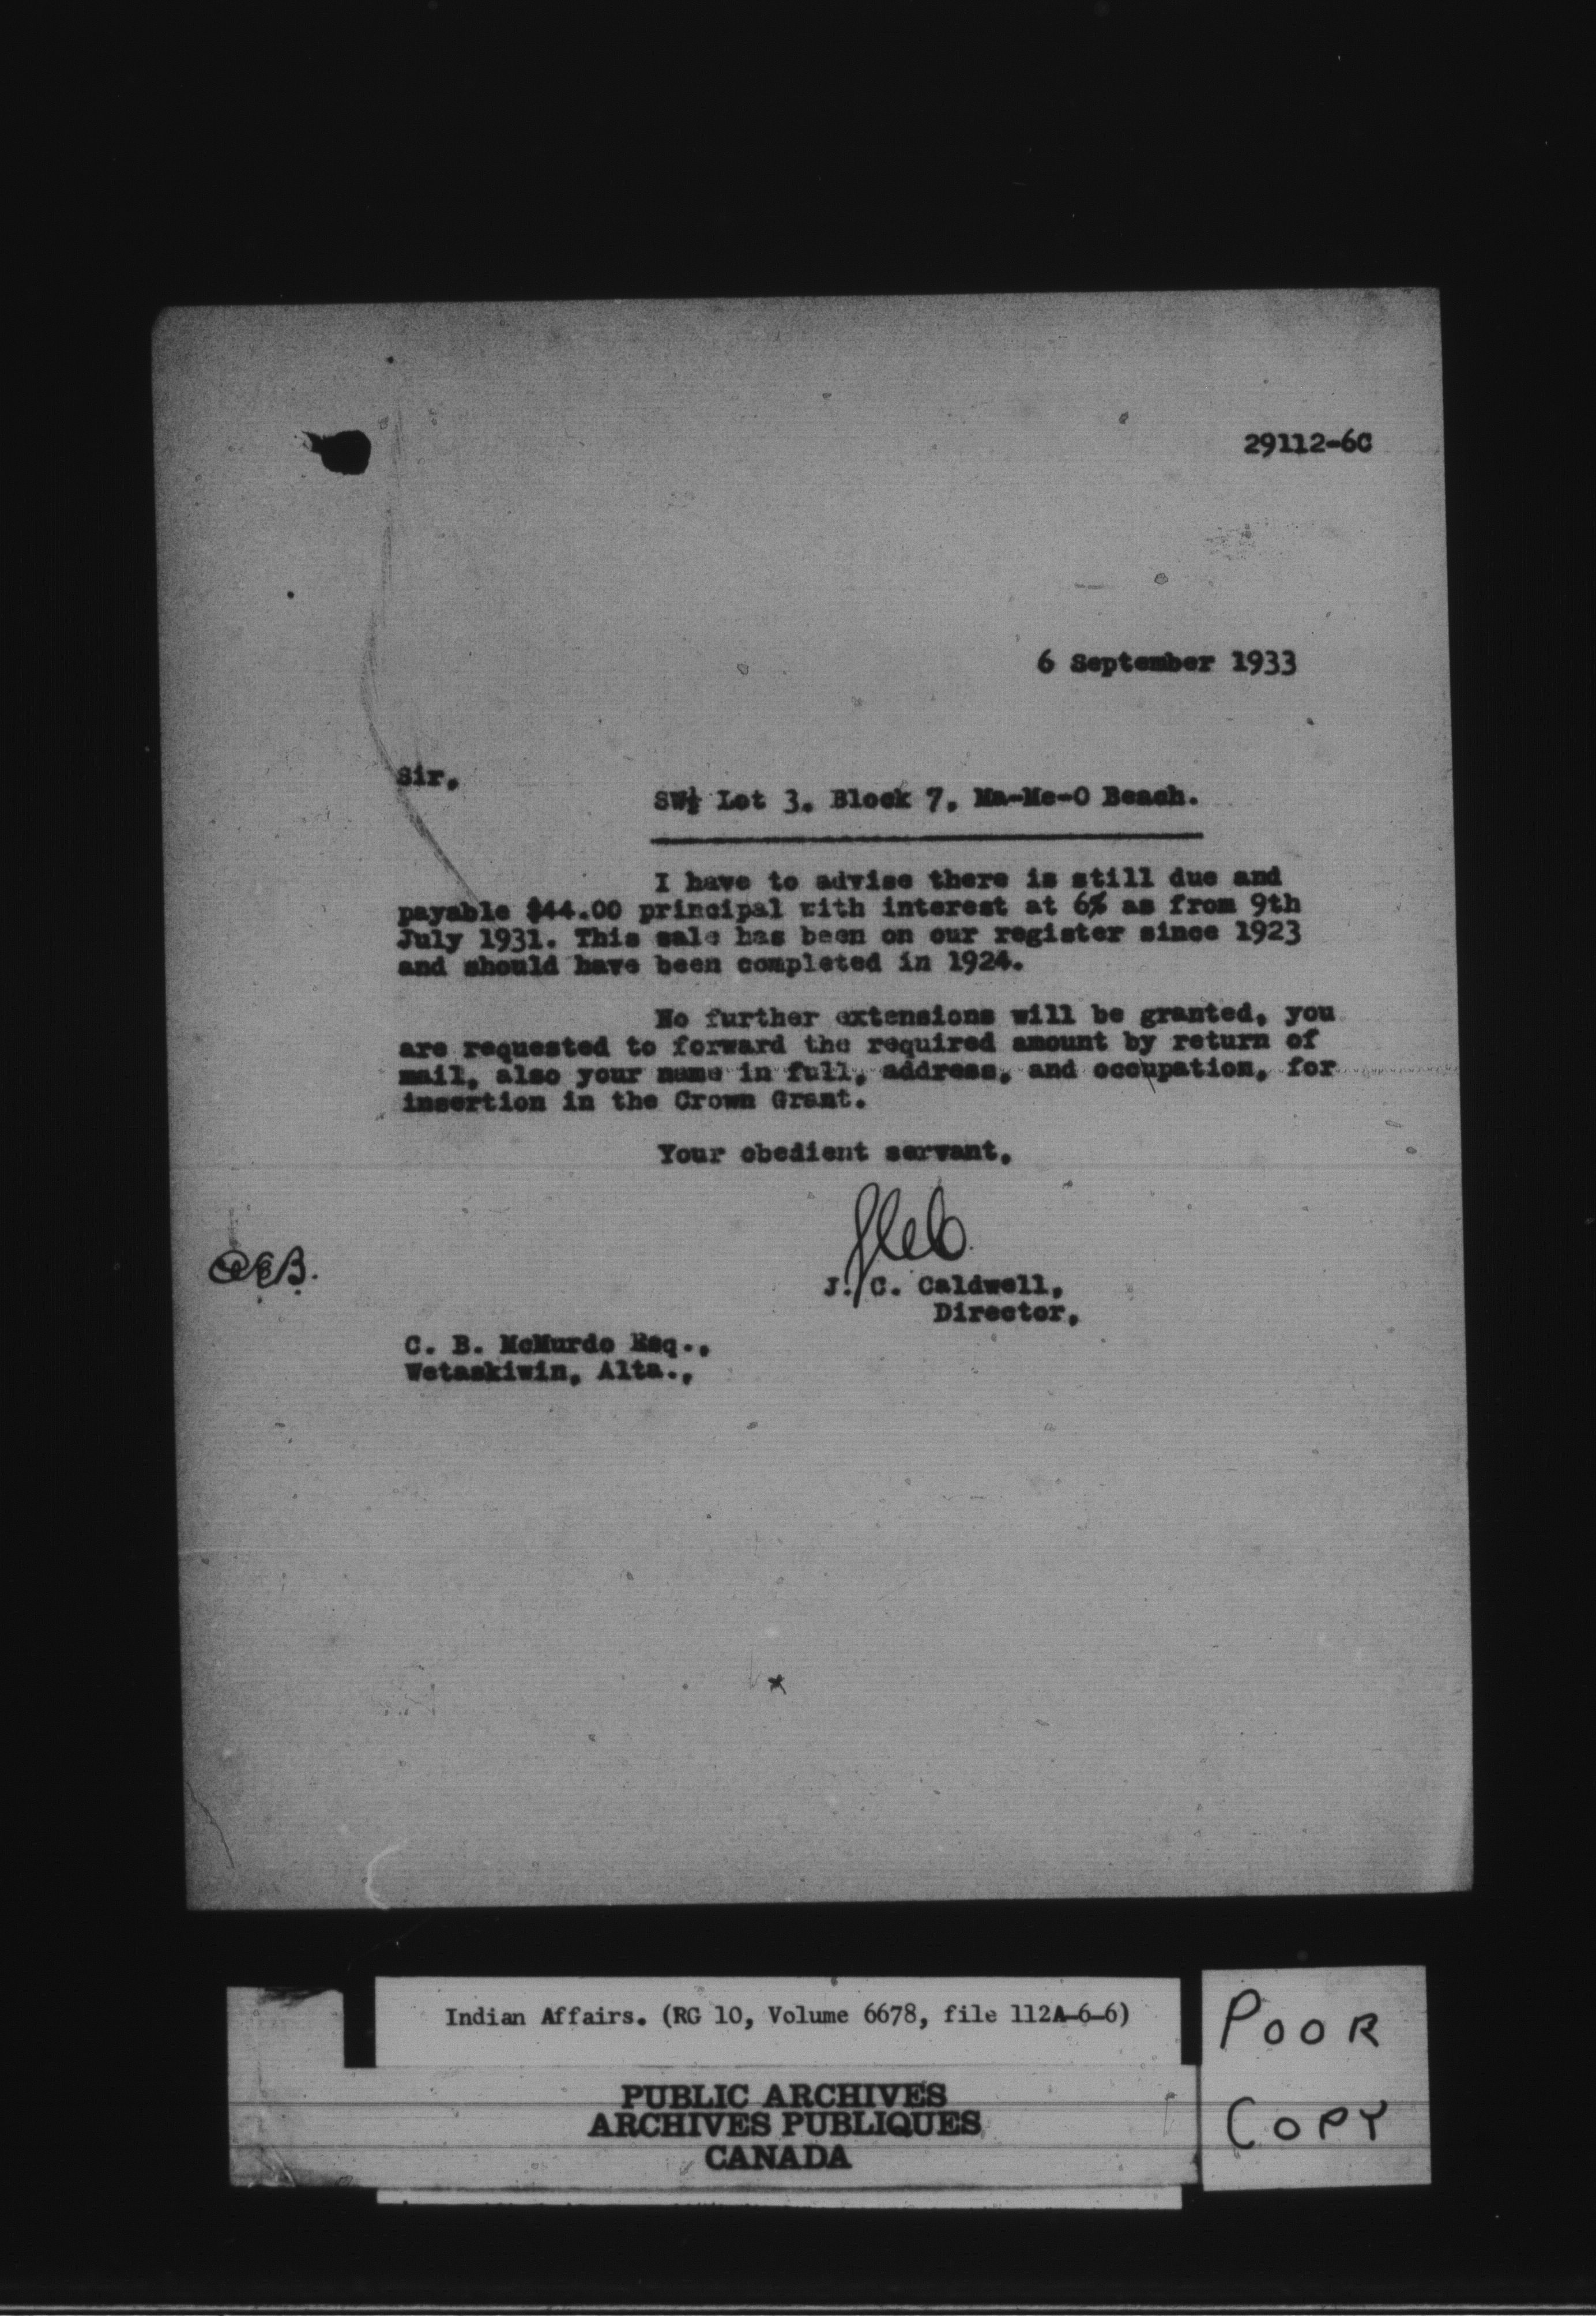 29112-6C
6 September 1933
Sir,
SW½ Lot 3. Block 7, Ma-Me-O Beach.
I have to advise there is still due and
payable $44.00 principal with interest at 6% as from 9th
July 1931. This sale has been on our register since 1923
and should have been completed in 1924.
No further extensions will be granted, you
are requested to forward the required amount by return of
mail, also your name in full, address, and occupation, for
insertion in the Crown Grant.
Your obedient servant,
J. C. Caldwell,
Director,
C. B. McMurdo Esq.,
Wetaskiwin, Alta.,
Indian Affairs. (RG 10, Volume 6678, file 112A-6-6)
PUBLIC ARCHIVES
ARCHIVES PUBLIQUES
CANADA
POOR
COPY